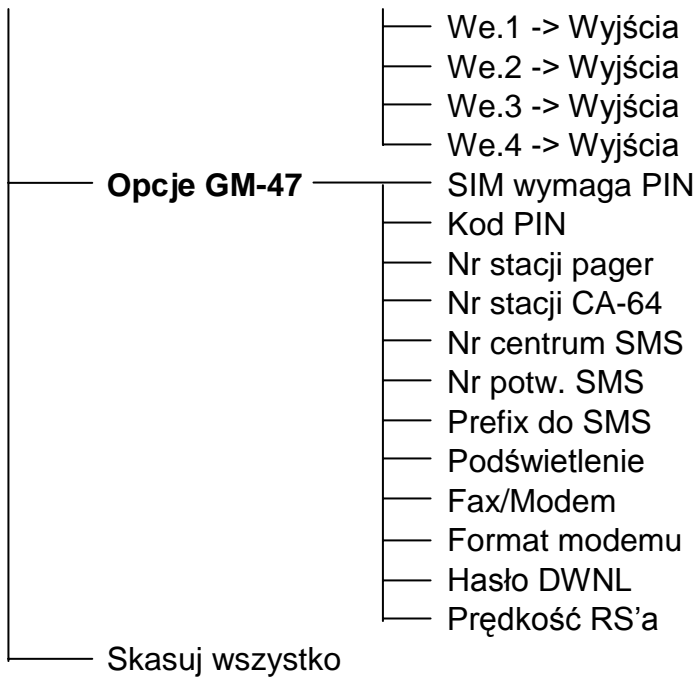 We.1 -> Wyjścia
We.2 -> Wyjścia
We.3 -> Wyjścia
We.4 -> Wyjścia
Opcje GM-47 SIM wymaga PIN
Kod PIN
Nr stacji pager
Nr stacji CA-64
Nr centrum SMS
Nr potw. SMS
Prefix do SMS
Podświetlenie
Fax/Modem
Format modemu
Hasło DWNL
Prędkość RS’a
Skasuj wszystko